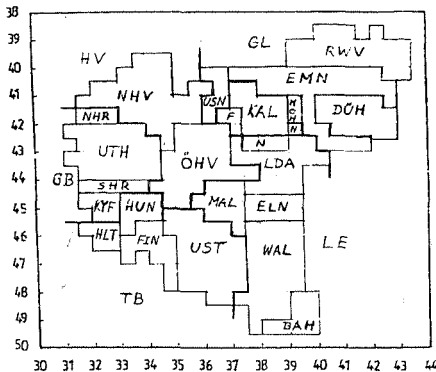 38
GL
RWV
39
HV
40
EMN
41
NHV
USN
KAL
HOH
N
DÜH
F
NHR
42
43
UTH
ÖHV
N
LDA
GB
44
SHR
45
KYF
HUN
MAL
ELN
46
HLT
FIN
UST
WAL
LE
47
48
TB
49
BAH
50
30 31 32 33 34 35 36 37 38 39 40 41 42 43 44